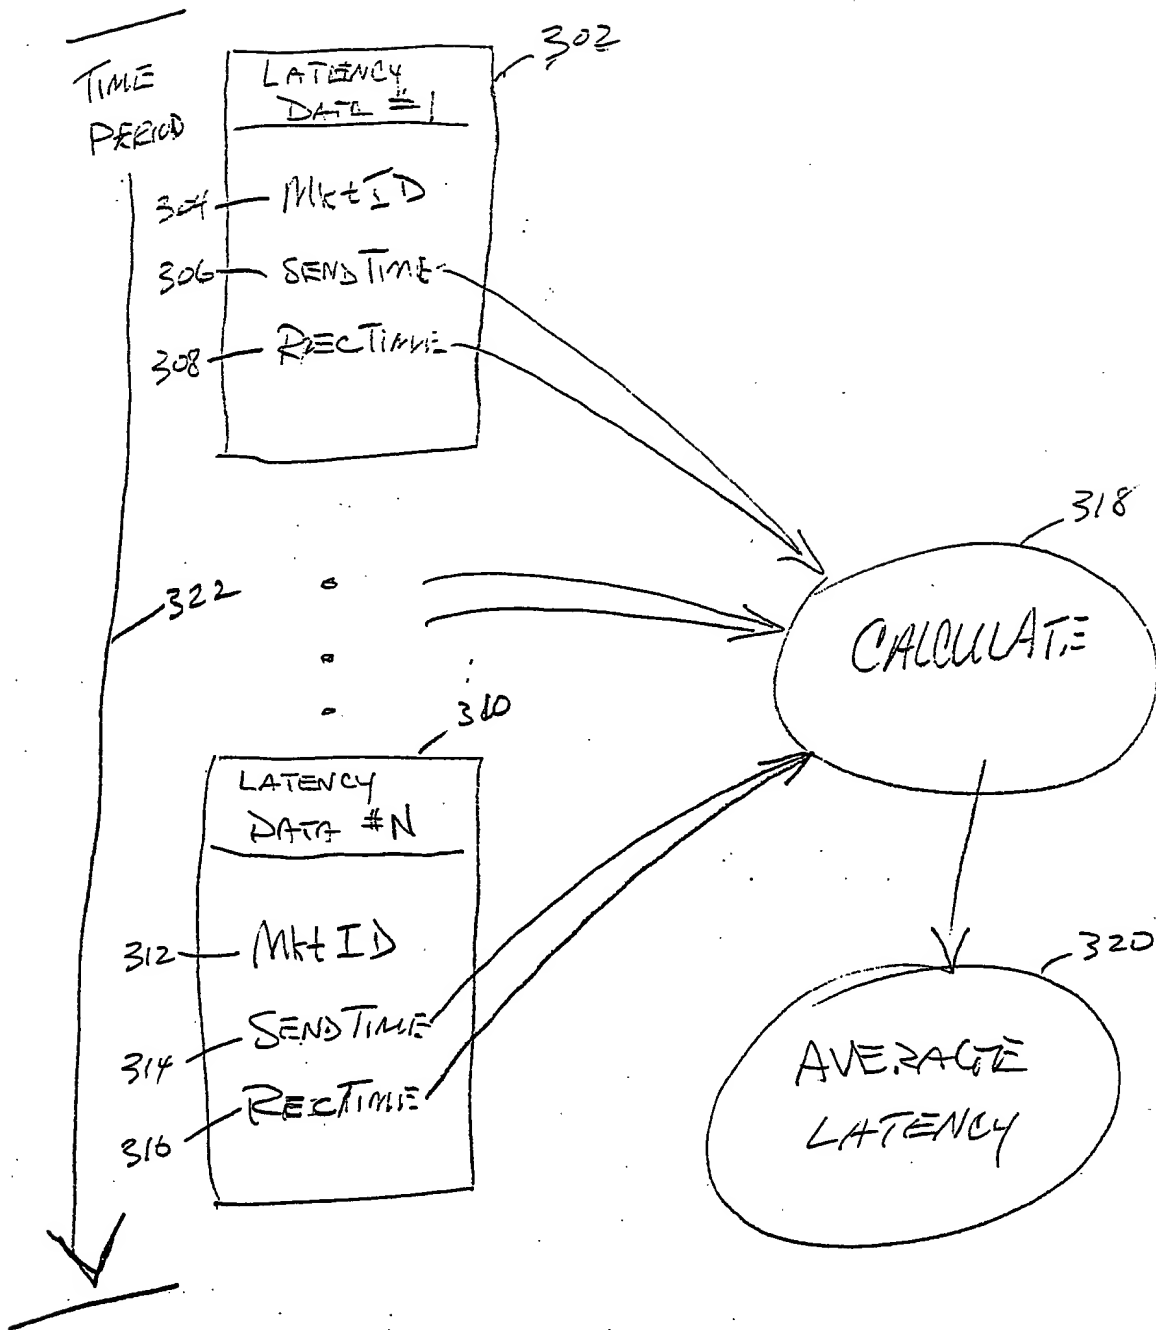 302
TIME
PERIOD
LATENCY
DATA #1
304 MktID
306 SENDTIME
308 RECTIME
318
322
CALCULATE
310
LATENCY
DATA #N
312 MktID
320
314 SENDTIME
AVERAGE
LATENCY
316 RECTIME